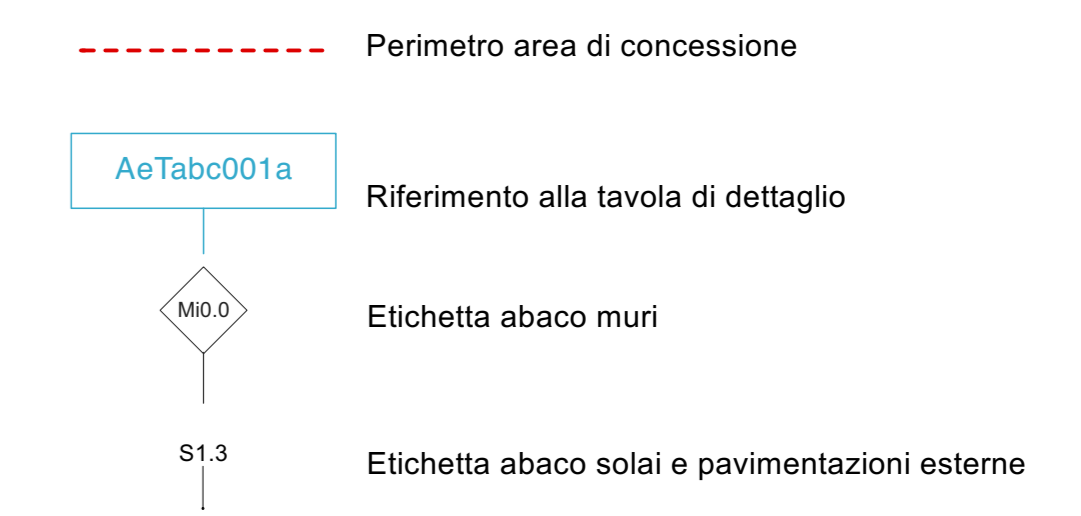 Perimetro area di concessione
AeTabc001a
Riferimento alla tavola di dettaglio
Mi0.0
Etichetta abaco muri
S1.3
Etichetta abaco solai e pavimentazioni esterne